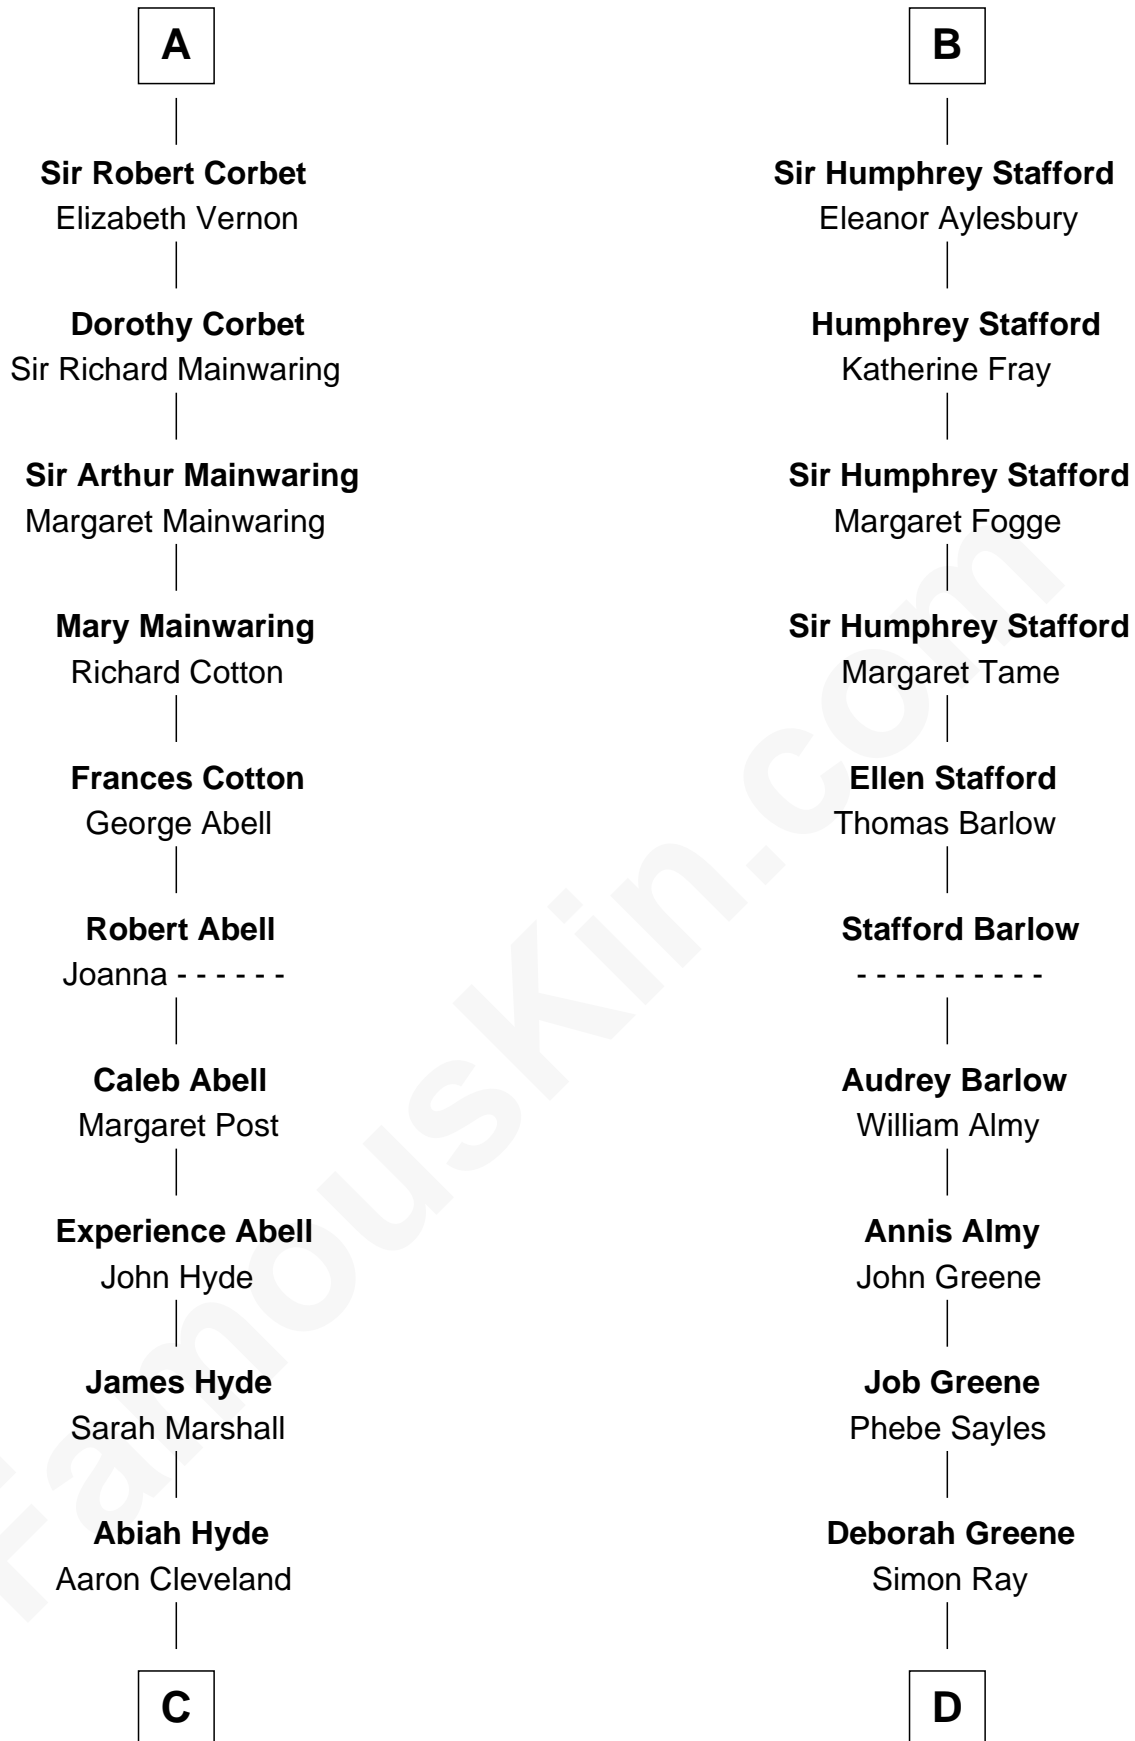 A
Sir Robert Corbet
Elizabeth Vernon
Dorothy Corbet
Sir Richard Mainwaring
Sir Arthur Mainwaring
Margaret Mainwaring
Mary Mainwaring
Richard Cotton
Frances Cotton
George Abell
Robert Abell
Joanna - - - - - -
Caleb Abell
Margaret Post
Experience Abell
John Hyde
James Hyde
Sarah Marshall
Abiah Hyde
Aaron Cleveland
C
B
Sir Humphrey Stafford
Eleanor Aylesbury
Humphrey Stafford
Katherine Fray
Sir Humphrey Stafford
Margaret Fogge
Sir Humphrey Stafford
Margaret Tame
Ellen Stafford
Thomas Barlow
Stafford Barlow
- - - - - - - - - -
Audrey Barlow
William Almy
Annis Almy
John Greene
Job Greene
Phebe Sayles
Deborah Greene
Simon Ray
D
FamousKin.com